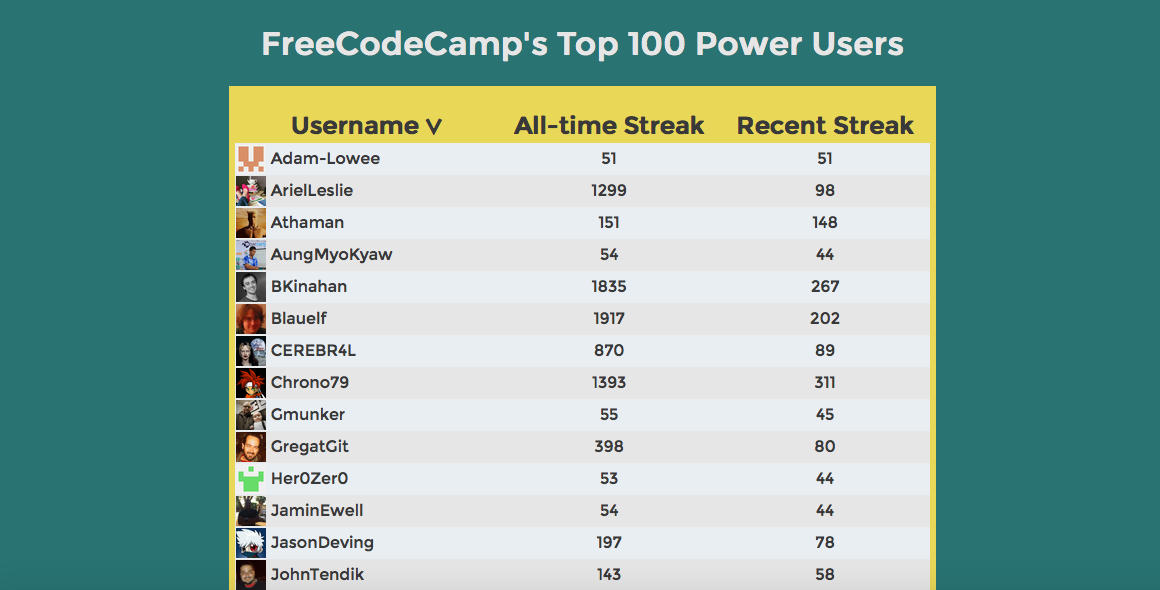 FreeCodeCamp's Top 100 Power Users
Username V All-time Streak Recent Streak
Adam-Lowee 51 51
ArielLeslie 1299 98
Athaman 151 148
AungMyoKyaw 54 44
BKinahan 1835 267
Blauelf 1917 202
CEREBR4L 870 89
Chrono79 1393 311
Gmunker 55 45
GregatGit 398 80
Her0Zer0 53 44
JaminEwell 54 44
JasonDeving 197 78
JohnTendik 143 58